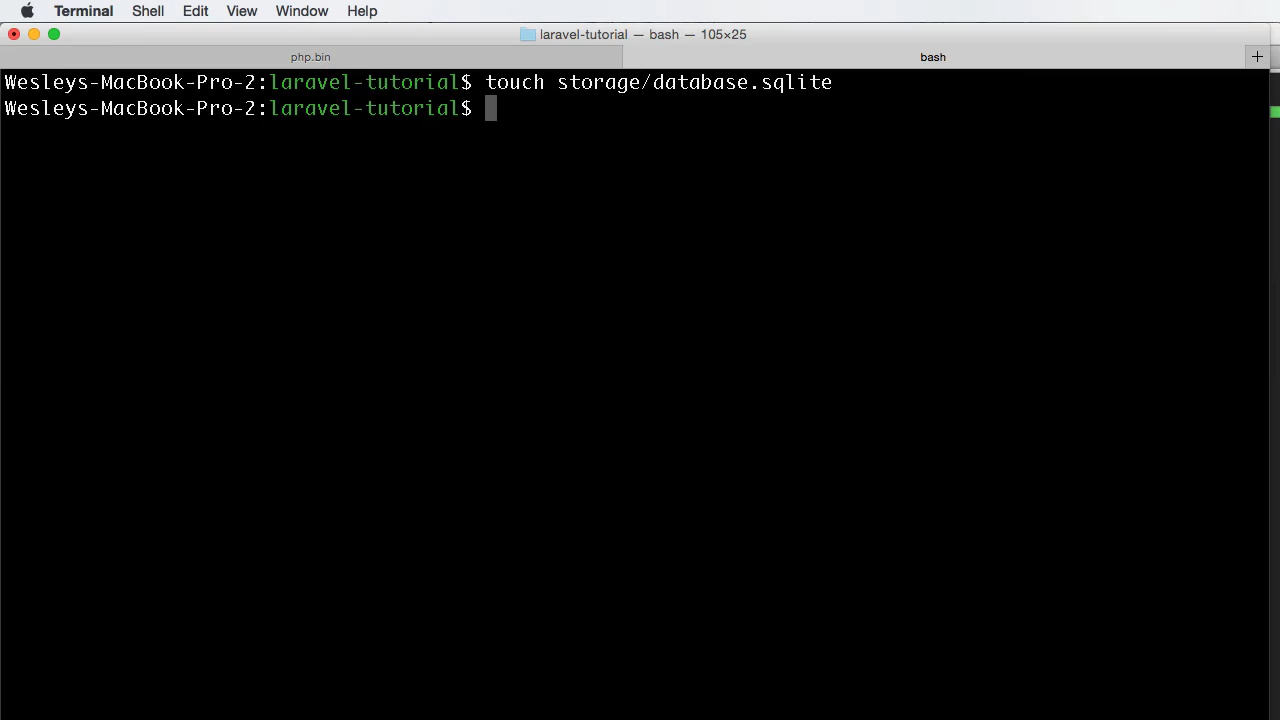 Terminal Shell Edit View Window Help
laravel-tutorial — bash — 105×25
php.bin bash +
Wesleys-MacBook-Pro-2:laravel-tutorial$ touch storage/database.sqlite
Wesleys-MacBook-Pro-2:laravel-tutorial$